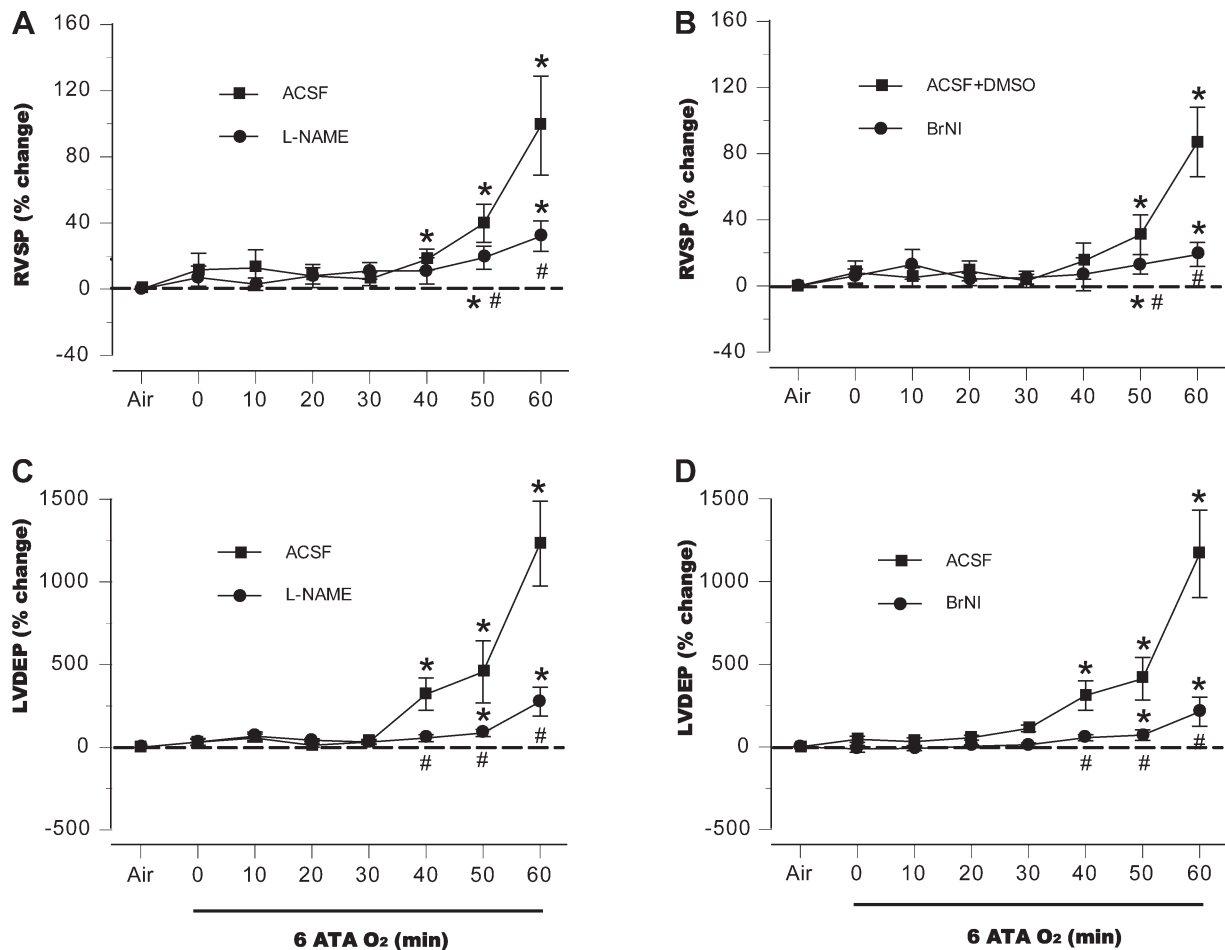 A
RVSP (% change)
160
120
80
40
0
-40
ACSF
L-NAME
*
*
*
*
#
* #
Air 0 10 20 30 40 50 60
B
RVSP (% change)
160
120
80
40
0
-40
ACSF+DMSO
BrNI
*
*
*
#
* #
Air 0 10 20 30 40 50 60
C
LVDEP (% change)
1500
1000
500
0
-500
ACSF
L-NAME
*
*
*
*
*
#
# #
Air 0 10 20 30 40 50 60
6 ATA O₂ (min)
D
LVDEP (% change)
1500
1000
500
0
-500
ACSF
BrNI
*
*
*
*
*
#
# #
Air 0 10 20 30 40 50 60
6 ATA O₂ (min)